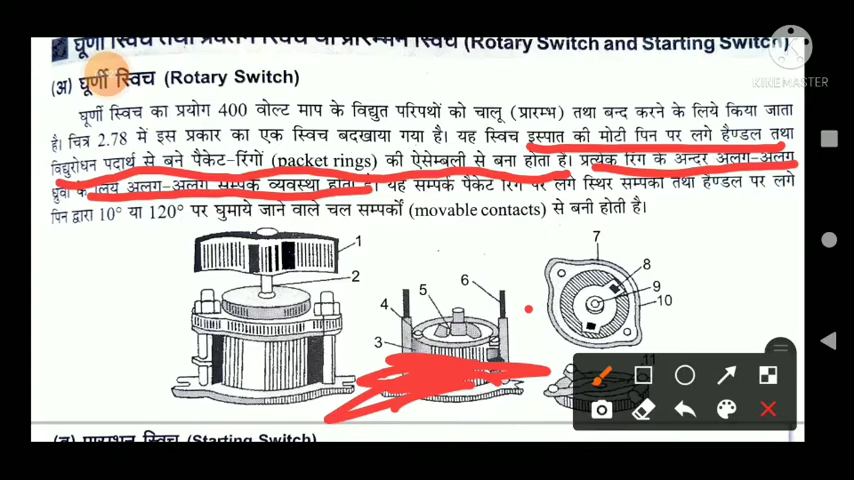 घूर्णी स्विच तथा प्रवर्तन स्विच या प्रारम्भन स्विच (Rotary Switch and Starting Switch)
KINEMASTER
(अ) घूर्णी स्विच (Rotary Switch)
घूर्णी स्विच का प्रयोग 400 वोल्ट माप के विद्युत परिपथों को चालू (प्रारम्भ) तथा बन्द करने के लिये किया जाता
है। चित्र 2.78 में इस प्रकार का एक स्विच बदखाया गया है। यह स्विच इस्पात की मोटी पिन पर लगे हैण्डल तथा
विद्युरोधन पदार्थ से बने पैकेट-रिंगों (packet rings) की ऐसेम्बली से बना होता है। प्रत्येक रिंग के अन्दर अलग-अलग
ध्रुवों के लिये अलग-अलग सम्पर्क व्यवस्था होती है। यह सम्पर्क पैकेट रिंग पर लगे स्थिर सम्पर्कों तथा हैण्डल पर लगे
पिन द्वारा 10° या 120° पर घुमाये जाने वाले चल सम्पर्कों (movable contacts) से बनी होती है।
1
2
3
4
5
6
7
8
9
10
11
(ब) प्रारम्भन स्विच (Starting Switch)